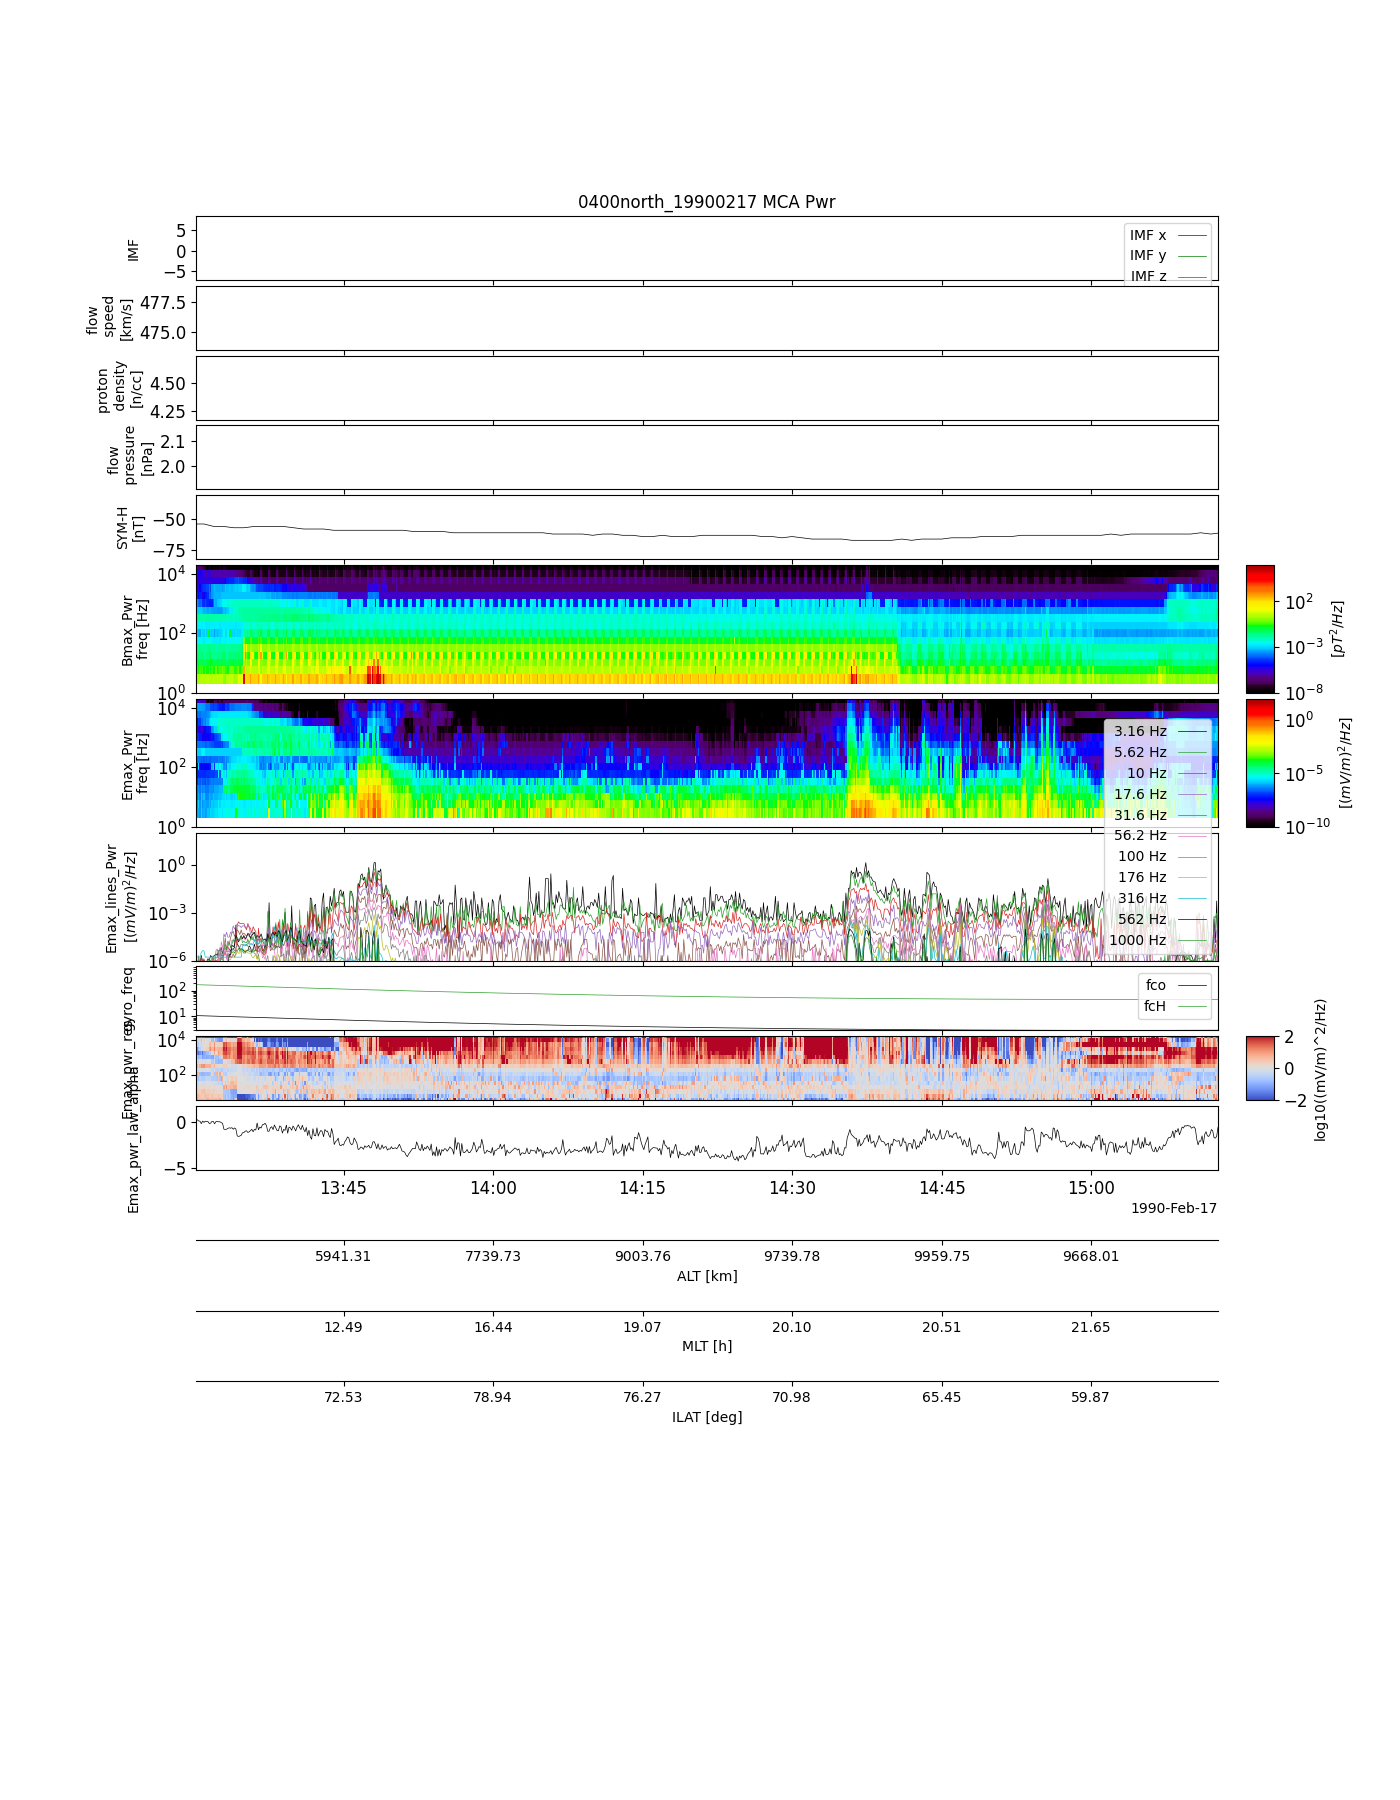 0400north_19900217 MCA Pwr
IMF
5
0
−5
IMF x
IMF y
IMF z
flow
speed
[km/s]
477.5
475.0
proton
density
[n/cc]
4.50
4.25
flow
pressure
[nPa]
2.1
2.0
SYM-H
[nT]
−50
−75
Bmax_Pwr
freq [Hz]
10^4
10^2
10^0
10^2
10^−3
10^−8
[pT^2/Hz]
Emax_Pwr
freq [Hz]
10^4
10^2
10^0
10^0
10^−5
10^−10
[(mV/m)^2/Hz]
Emax_lines_Pwr
[(mV/m)^2/Hz]
10^0
10^−3
10^−6
3.16 Hz
5.62 Hz
10 Hz
17.6 Hz
31.6 Hz
56.2 Hz
100 Hz
176 Hz
316 Hz
562 Hz
1000 Hz
gyro_freq
10^2
10^1
fco
fcH
Emax_pwr_reg
10^4
10^2
2
0
−2
log10((mV/m)^2/Hz)
Emax_pwr_law_alpha
0
−5
13:45
14:00
14:15
14:30
14:45
15:00
1990-Feb-17
5941.31
7739.73
9003.76
9739.78
9959.75
9668.01
ALT [km]
12.49
16.44
19.07
20.10
20.51
21.65
MLT [h]
72.53
78.94
76.27
70.98
65.45
59.87
ILAT [deg]